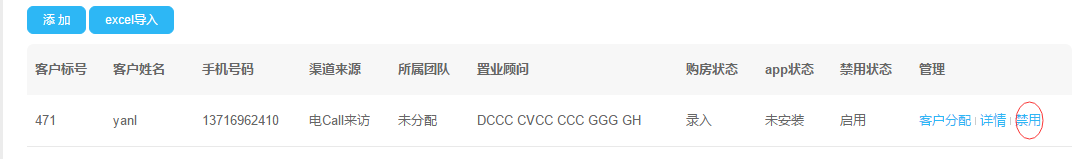 添 加 excel导入
客户标号 客户姓名 手机号码 渠道来源 所属团队 置业顾问 购房状态 app状态 禁用状态 管理
471 yanl 13716962410 电Call来访 未分配 DCCC CVCC CCC GGG GH 录入 未安装 启用 客户分配 | 详情 | 禁用